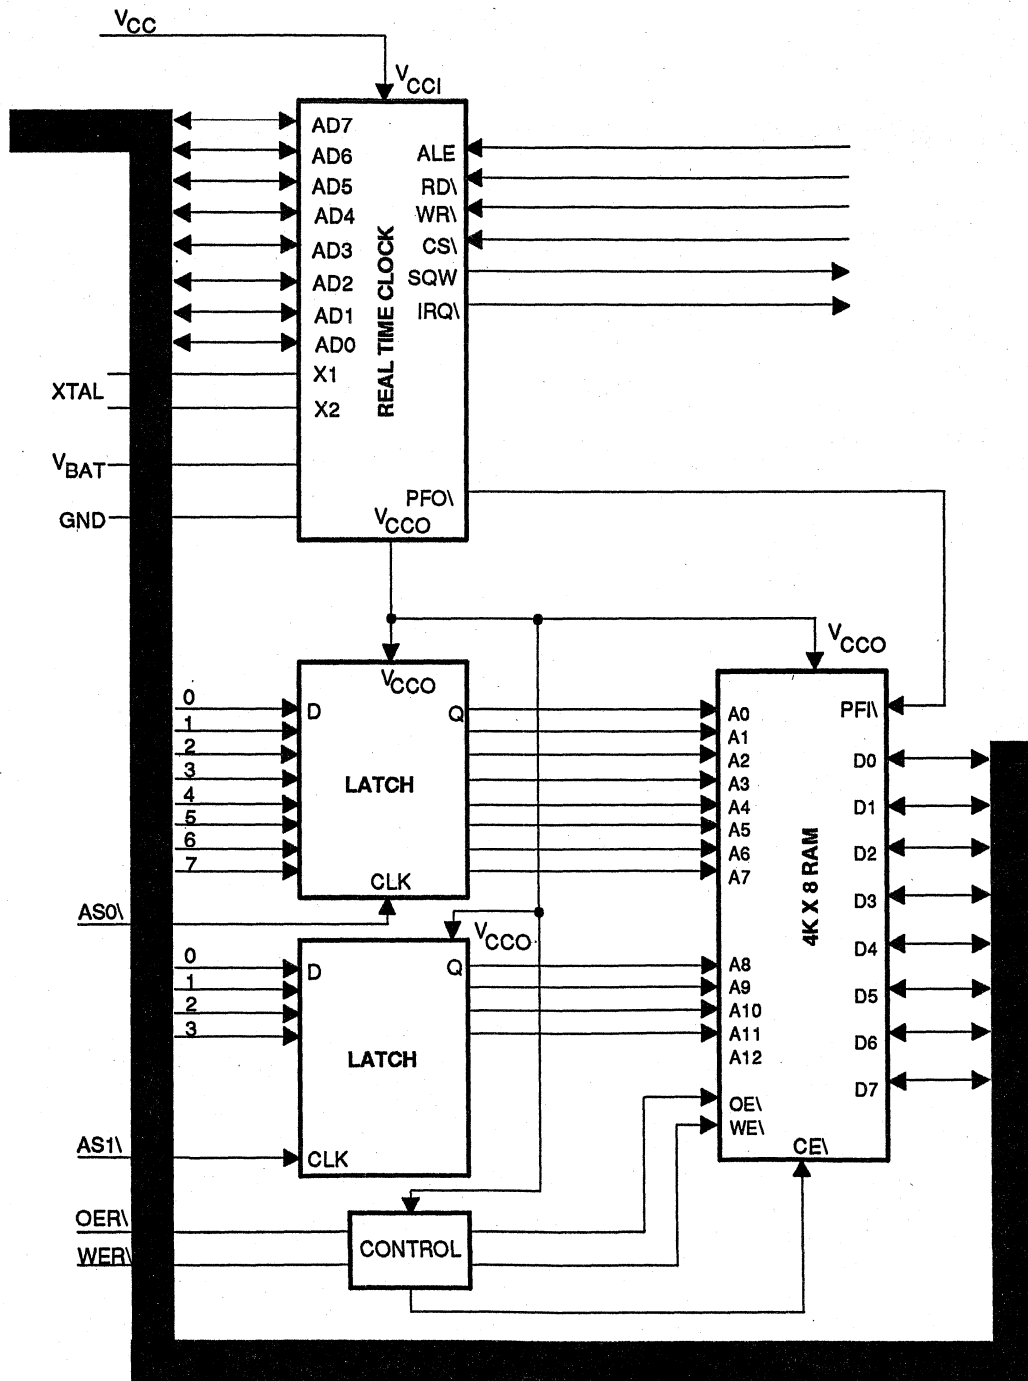 VCC
VCCI
AD7
AD6
AD5
AD4
AD3
AD2
AD1
AD0
X1
X2
REAL TIME CLOCK
ALE
RD\
WR\
CS\
SQW
IRQ\
PFO\
VCCO
XTAL
VBAT
GND
VCCO
0
1
2
3
4
5
6
7
D
Q
LATCH
CLK
AS0\
VCCO
0
1
2
3
D
Q
LATCH
CLK
AS1\
OER\
WER\
CONTROL
VCCO
A0
A1
A2
A3
A4
A5
A6
A7
A8
A9
A10
A11
A12
OE\
WE\
CE\
4K X 8 RAM
PFI\
D0
D1
D2
D3
D4
D5
D6
D7